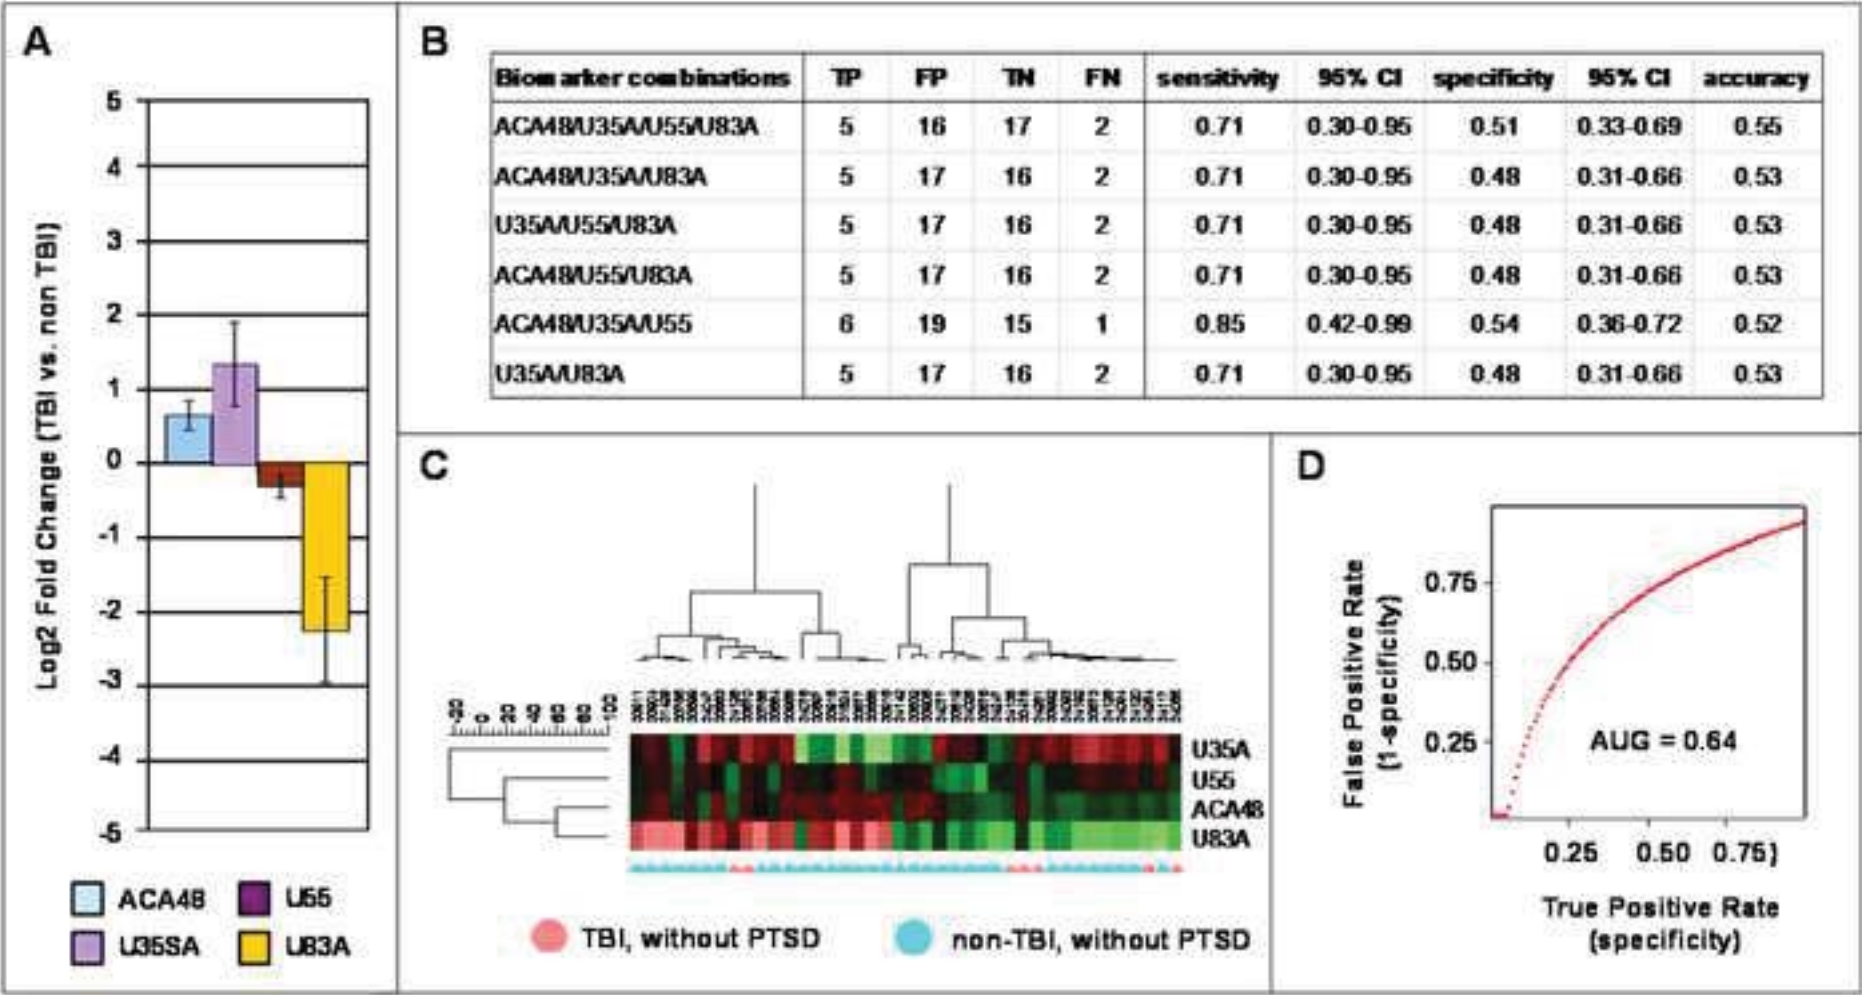 A
Log2 Fold Change (TBI vs. non TBI)
5
4
3
2
1
0
-1
-2
-3
-4
-5
ACA48
U55
U35SA
U83A
B
Biomarker combinations TP FP TN FN sensitivity 95% CI specificity 95% CI accuracy
ACA48/U35A/U55/U83A 5 16 17 2 0.71 0.30-0.95 0.51 0.33-0.69 0.55
ACA48/U35A/U83A 5 17 16 2 0.71 0.30-0.95 0.48 0.31-0.66 0.53
U35A/U55/U83A 5 17 16 2 0.71 0.30-0.95 0.48 0.31-0.66 0.53
ACA48/U55/U83A 5 17 16 2 0.71 0.30-0.95 0.48 0.31-0.66 0.53
ACA48/U35A/U55 6 19 15 1 0.85 0.42-0.99 0.54 0.36-0.72 0.52
U35A/U83A 5 17 16 2 0.71 0.30-0.95 0.48 0.31-0.66 0.53
C
-20 0 20 40 60 80 100
U35A
U55
ACA48
U83A
TBI, without PTSD
non-TBI, without PTSD
D
False Positive Rate
(1-specificity)
0.75
0.50
0.25
AUG = 0.64
0.25 0.50 0.75)
True Positive Rate
(specificity)